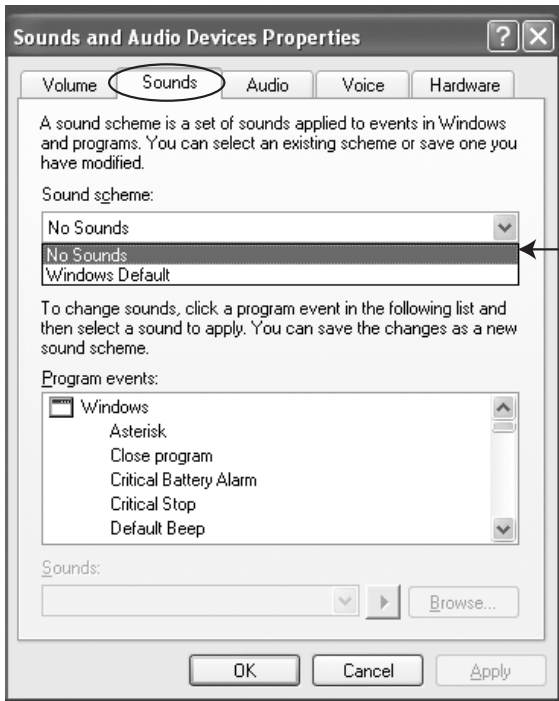 Sounds and Audio Devices Properties
Volume Sounds Audio Voice Hardware
A sound scheme is a set of sounds applied to events in Windows
and programs. You can select an existing scheme or save one you
have modified.
Sound scheme:
No Sounds
No Sounds
Windows Default
To change sounds, click a program event in the following list and
then select a sound to apply. You can save the changes as a new
sound scheme.
Program events:
Windows
Asterisk
Close program
Critical Battery Alarm
Critical Stop
Default Beep
Sounds:
Browse...
OK Cancel Apply